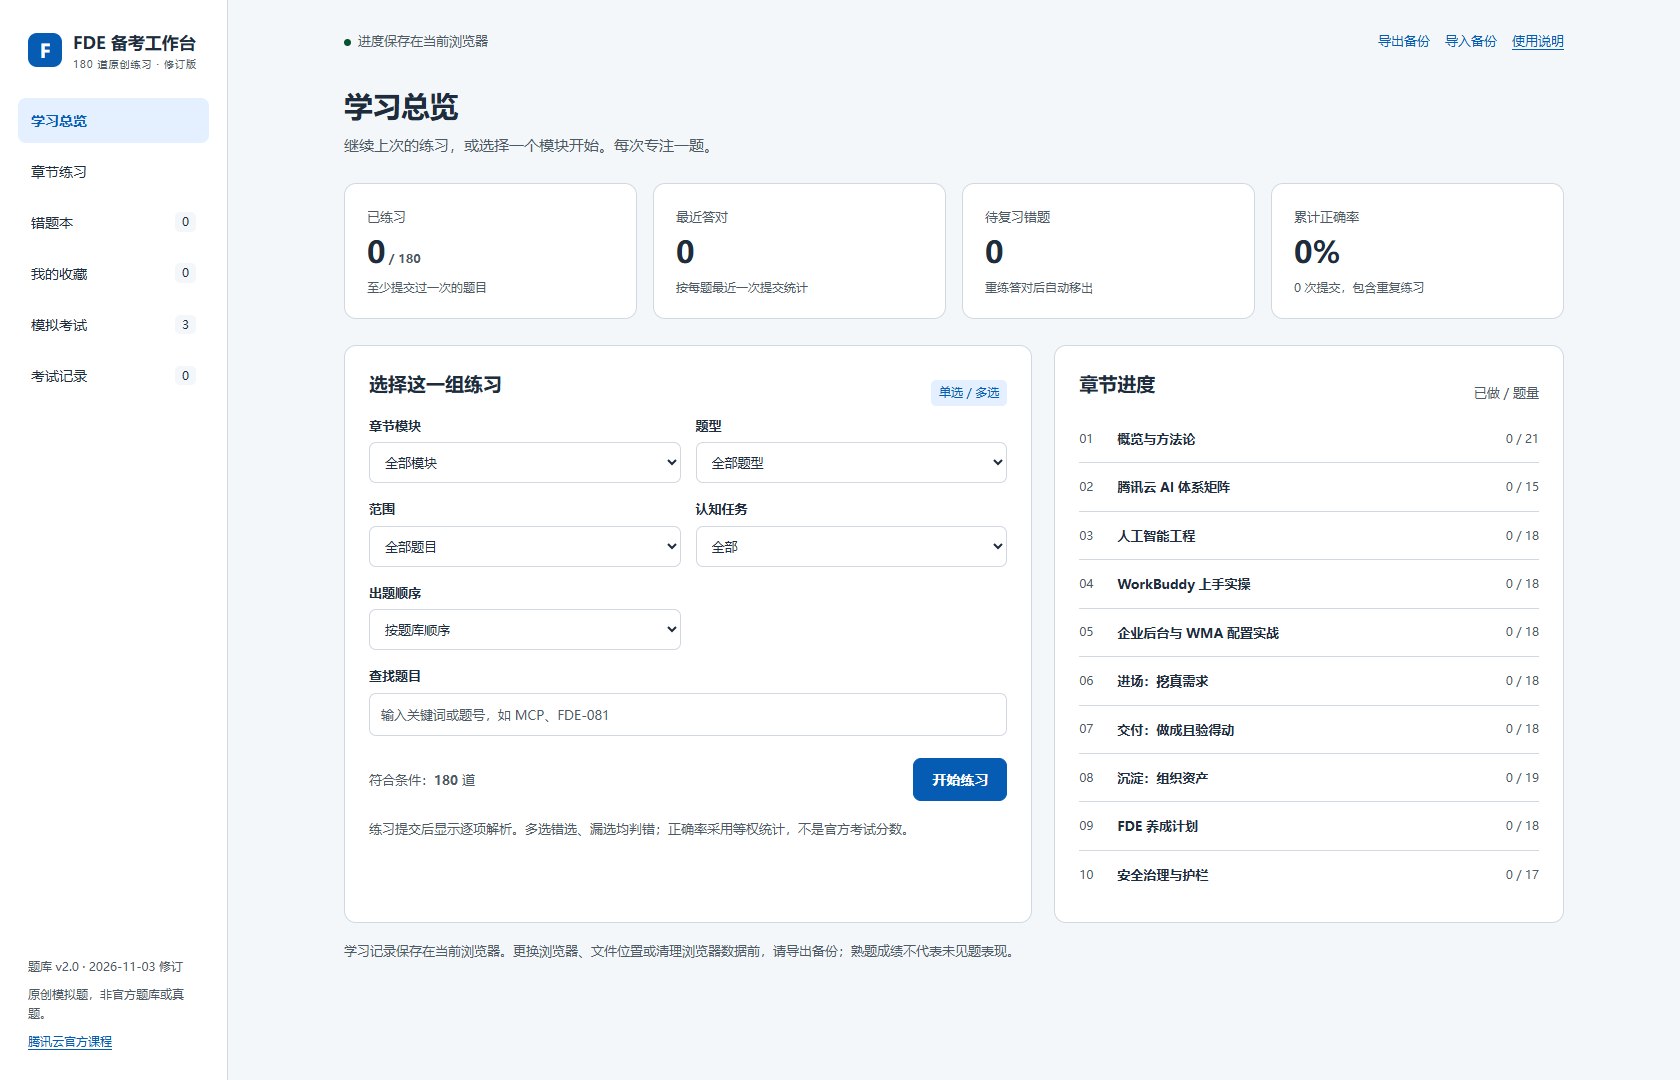 F
FDE 备考工作台
180 道原创练习 · 修订版
学习总览
章节练习
错题本 0
我的收藏 0
模拟考试 3
考试记录 0
题库 v2.0 · 2026-11-03 修订
原创模拟题，非官方题库或真
题。
腾讯云官方课程
进度保存在当前浏览器
导出备份 导入备份 使用说明
学习总览
继续上次的练习，或选择一个模块开始。每次专注一题。
已练习
0 / 180
至少提交过一次的题目
最近答对
0
按每题最近一次提交统计
待复习错题
0
重练答对后自动移出
累计正确率
0%
0 次提交，包含重复练习
选择这一组练习
单选 / 多选
章节模块
全部模块
题型
全部题型
范围
全部题目
认知任务
全部
出题顺序
按题库顺序
查找题目
输入关键词或题号，如 MCP、FDE-081
符合条件：180 道
开始练习
练习提交后显示逐项解析。多选错选、漏选均判错；正确率采用等权统计，不是官方考试分数。
章节进度
已做 / 题量
01 概览与方法论 0 / 21
02 腾讯云 AI 体系矩阵 0 / 15
03 人工智能工程 0 / 18
04 WorkBuddy 上手实操 0 / 18
05 企业后台与 WMA 配置实战 0 / 18
06 进场：挖真需求 0 / 18
07 交付：做成且验得动 0 / 18
08 沉淀：组织资产 0 / 19
09 FDE 养成计划 0 / 18
10 安全治理与护栏 0 / 17
学习记录保存在当前浏览器。更换浏览器、文件位置或清理浏览器数据前，请导出备份；熟题成绩不代表未见题表现。